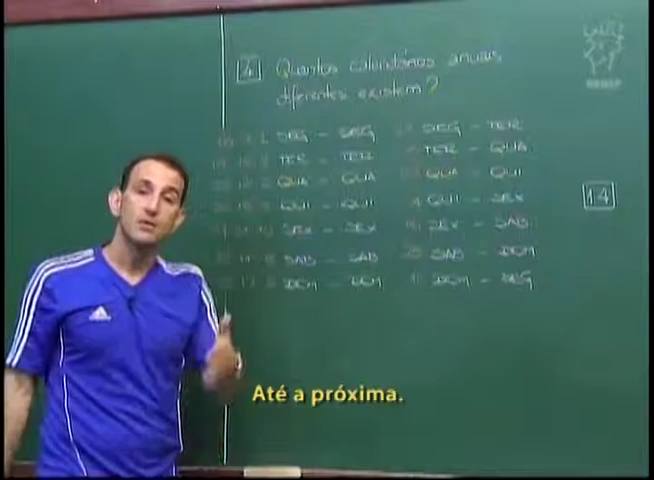 4 Quantos calendários anuais
diferentes existem?
SEG - SEG SEG - TER
TER - TER TER - QUA
QUA - QUA QUA - QUI
QUI - QUI QUI - SEX
SEX - SEX SEX - SAB
SAB - SAB SAB - DOM
DOM - DOM DOM - SEG
14
Até a próxima.